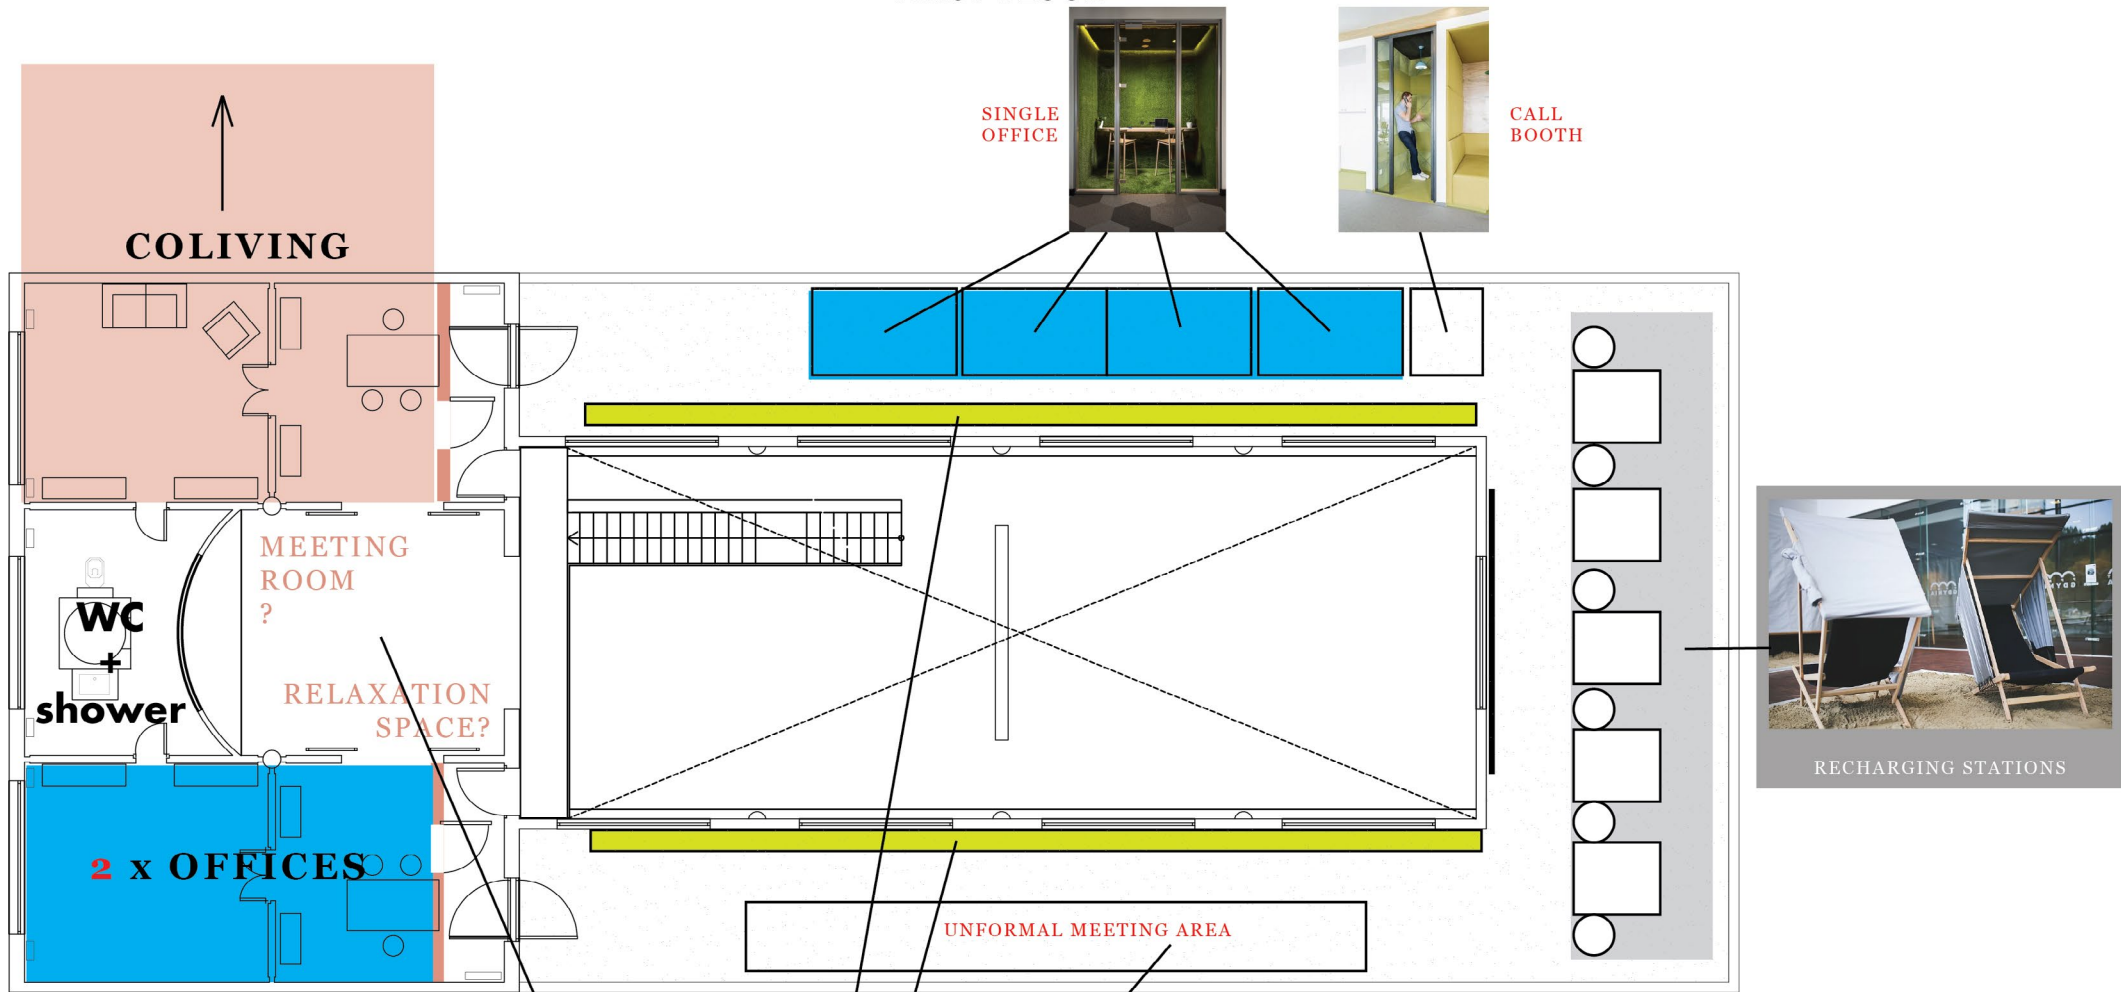 SINGLE
OFFICE
CALL
BOOTH
COLIVING
MEETING
ROOM
?
WC
+
shower
RELAXATION
SPACE?
RECHARGING STATIONS
2 x OFFICES
UNFORMAL MEETING AREA